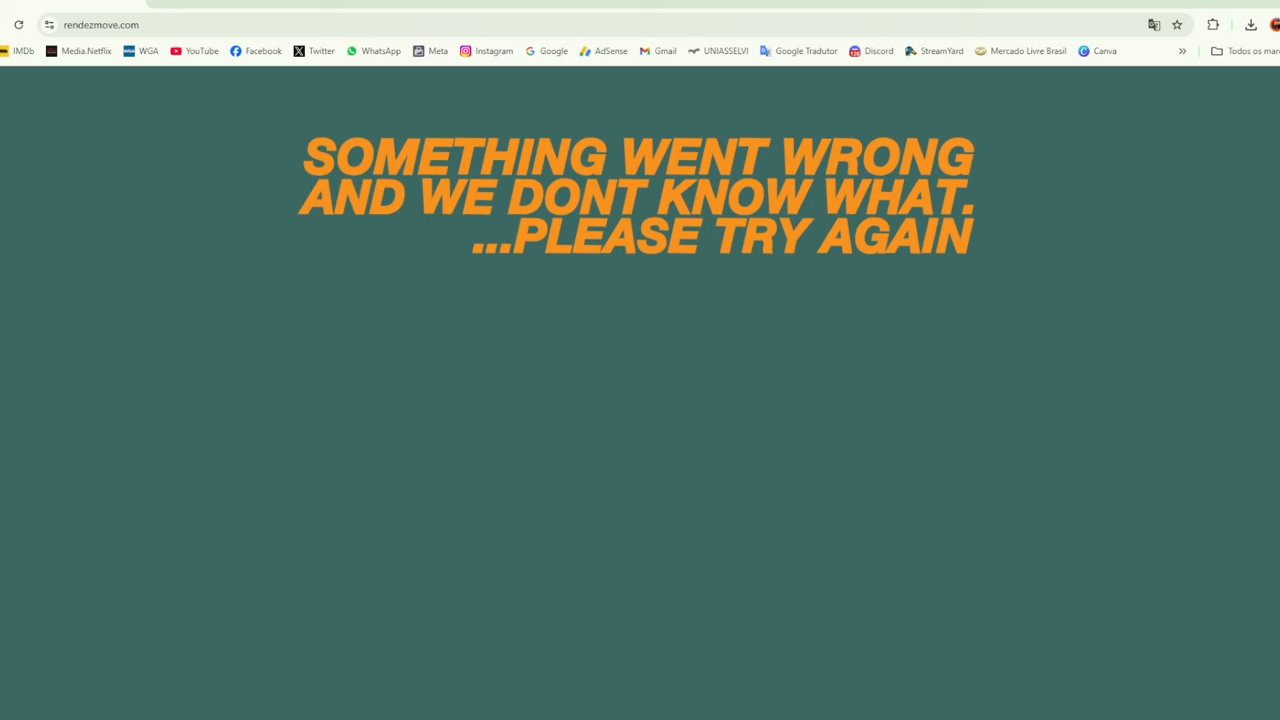 rendezmove.com
IMDb Media.Netflix WGA YouTube Facebook Twitter WhatsApp Meta Instagram Google AdSense Gmail UNIASSELVI Google Tradutor Discord StreamYard Mercado Livre Brasil Canva » Todos os mar
SOMETHING WENT WRONG
AND WE DONT KNOW WHAT.
...PLEASE TRY AGAIN